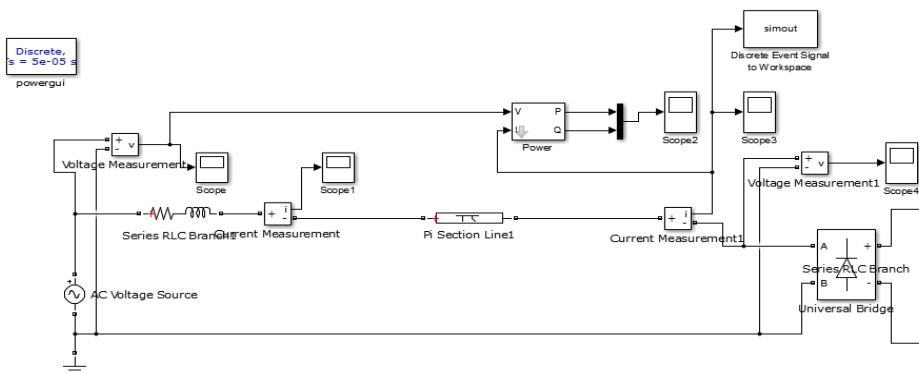 Discrete,
s = 5e-05 s
powergui
simout
Discrete Event Signal
to Workspace
V
I
P
Q
Power
Scope2
Scope3
+
-
v
Voltage Measurement
Scope
Scope1
+
-
v
Voltage Measurement1
Scope4
Series RLC Branch1
+
-
i
Current Measurement
Pi Section Line1
+
-
i
Current Measurement1
A
B
+
-
Series RLC Branch
Universal Bridge
+
AC Voltage Source